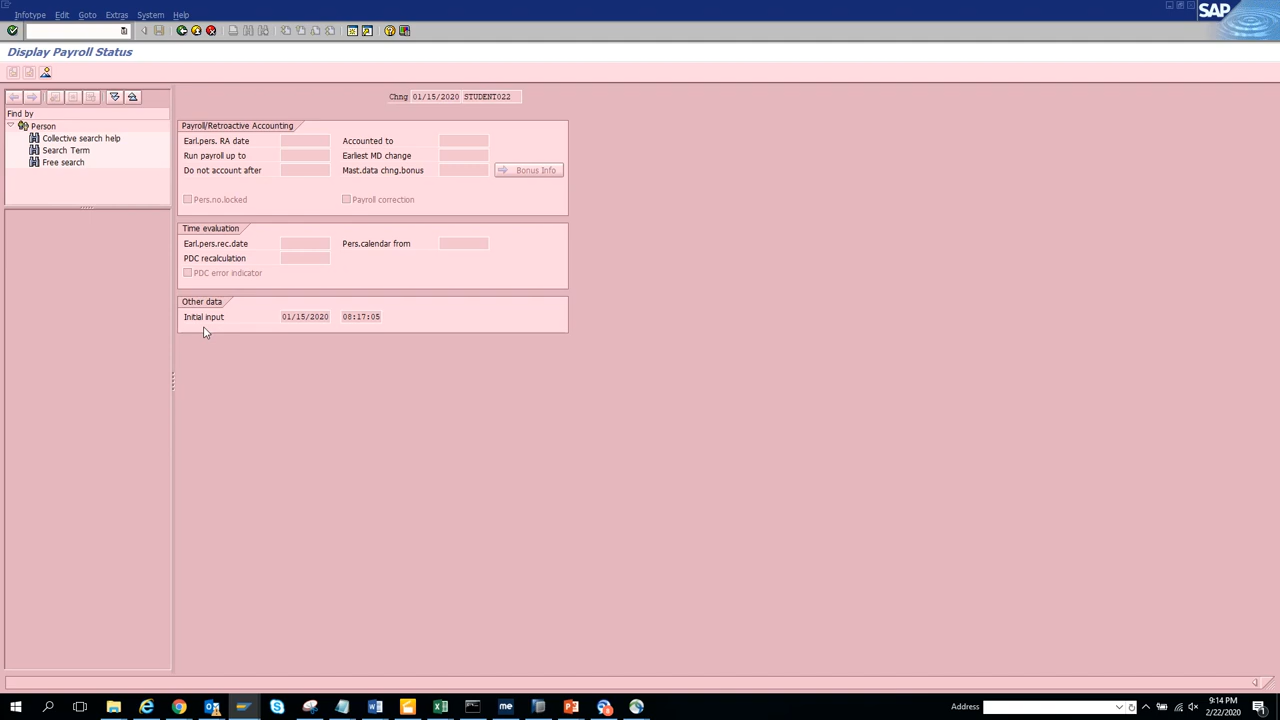 Infotype Edit Goto Extras System Help
SAP
Display Payroll Status
Chng 01/15/2020 STUDENT022
Find by
Person
Collective search help
Search Term
Free search
Payroll/Retroactive Accounting
Earl.pers. RA date Accounted to
Run payroll up to Earliest MD change
Do not account after Mast.data chng.bonus Bonus Info
Pers.no.locked Payroll correction
Time evaluation
Earl.pers.rec.date Pers.calendar from
PDC recalculation
PDC error indicator
Other data
Initial input 01/15/2020 08:17:05
Address
9:14 PM
2/22/2020